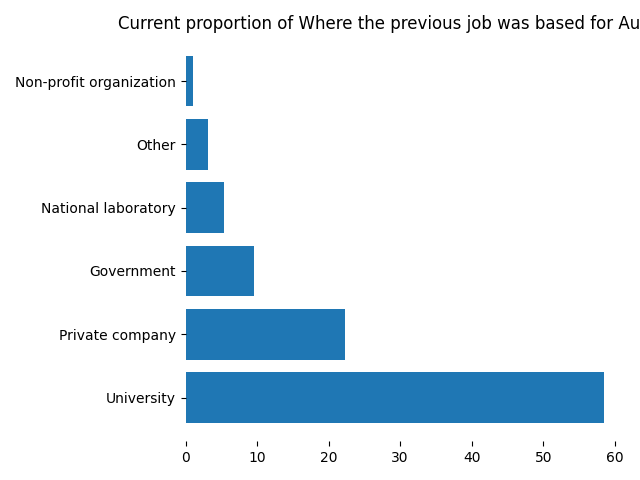 Current proportion of Where the previous job was based for Au
Non-profit organization
Other
National laboratory
Government
Private company
University
0 10 20 30 40 50 60